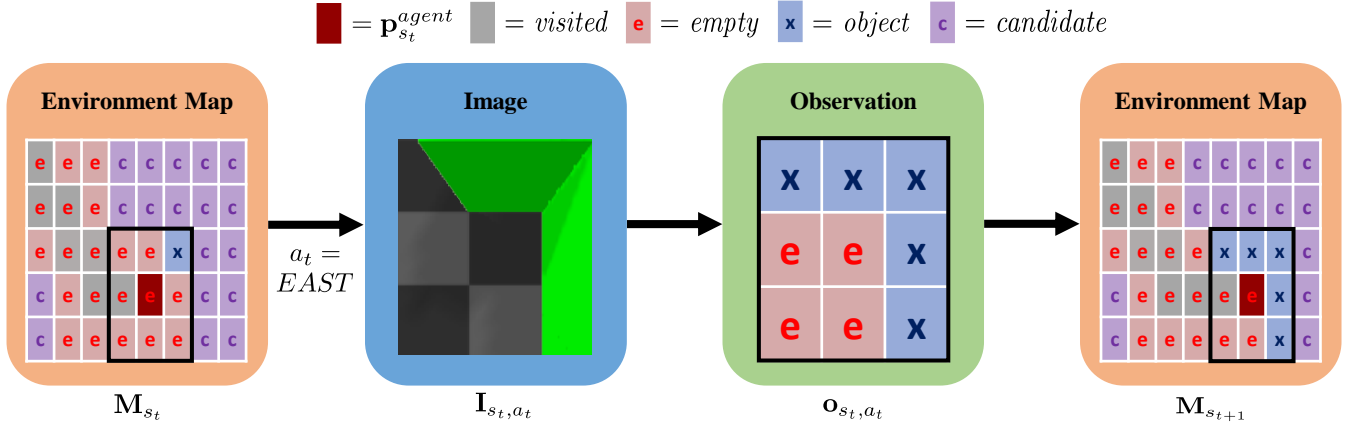 = p^{agent}_{s_t} = visited e = empty x = object c = candidate
Environment Map
e e e c c c c c
e e e c c c c c
e e e e e x c c
c e e e e e c c
c e e e e e c c
M_{s_t}
a_t =
EAST
Image
I_{s_t,a_t}
Observation
x x x
e e x
e e x
o_{s_t,a_t}
Environment Map
e e e c c c c c
e e e c c c c c
e e e e x x x c
c e e e e e x c
c e e e e e x c
M_{s_{t+1}}